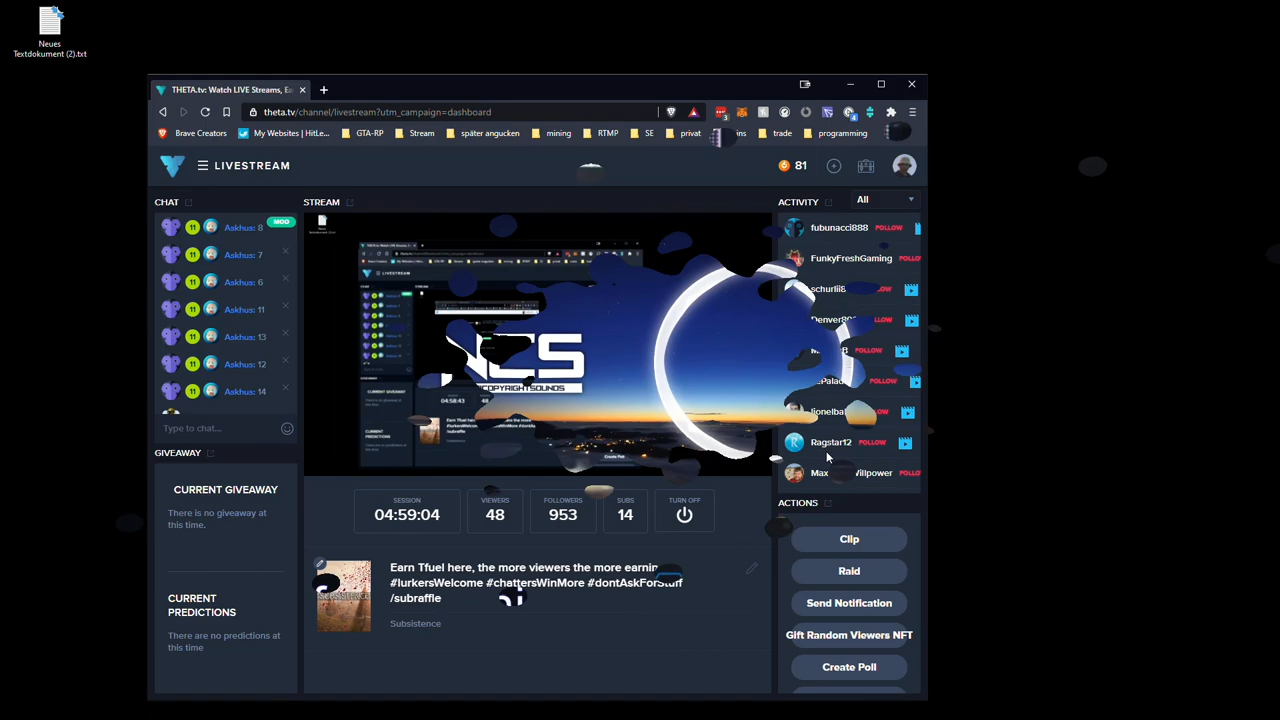 Neues
Textdokument (2).txt
THETA.tv: Watch LIVE Streams, Ea
theta.tv/channel/livestream?utm_campaign=dashboard
Brave Creators
My Websites | HitLe...
GTA-RP
Stream
später angucken
mining
RTMP
SE
privat
trade
programming
LIVESTREAM
81
CHAT
STREAM
ACTIVITY
All
Askhus: 8
MOD
Askhus: 7
Askhus: 6
Askhus: 11
Askhus: 13
Askhus: 12
Askhus: 14
Type to chat...
NCS
COPYRIGHTSOUNDS
fubunacci888 FOLLOW
FunkyFreshGaming FOLLO
schurlii8
FOLLOW
Ragstar12 FOLLOW
Max
GIVEAWAY
CURRENT GIVEAWAY
There is no giveaway at
this time.
CURRENT
PREDICTIONS
There are no predictions at
this time
SESSION
04:59:04
VIEWERS
48
FOLLOWERS
953
SUBS
14
TURN OFF
Earn Tfuel here, the more viewers the more earnin
#lurkersWelcome #chattersWinMore #dontAskForStuff
/subraffle
Subsistence
ACTIONS
Clip
Raid
Send Notification
Gift Random Viewers NFT
Create Poll